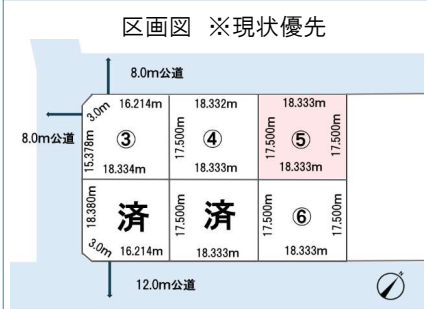 区画図 ※現状優先
8.0m公道
8.0m公道
3.0m 16.214m 18.332m 18.333m
15.378m ③ 17.500m ④ 17.500m ⑤ 17.500m
18.334m 18.333m 18.333m
18.380m 済 17.500m 済 17.500m ⑥ 17.500m
3.0m 16.214m 18.333m 18.333m
12.0m公道
N